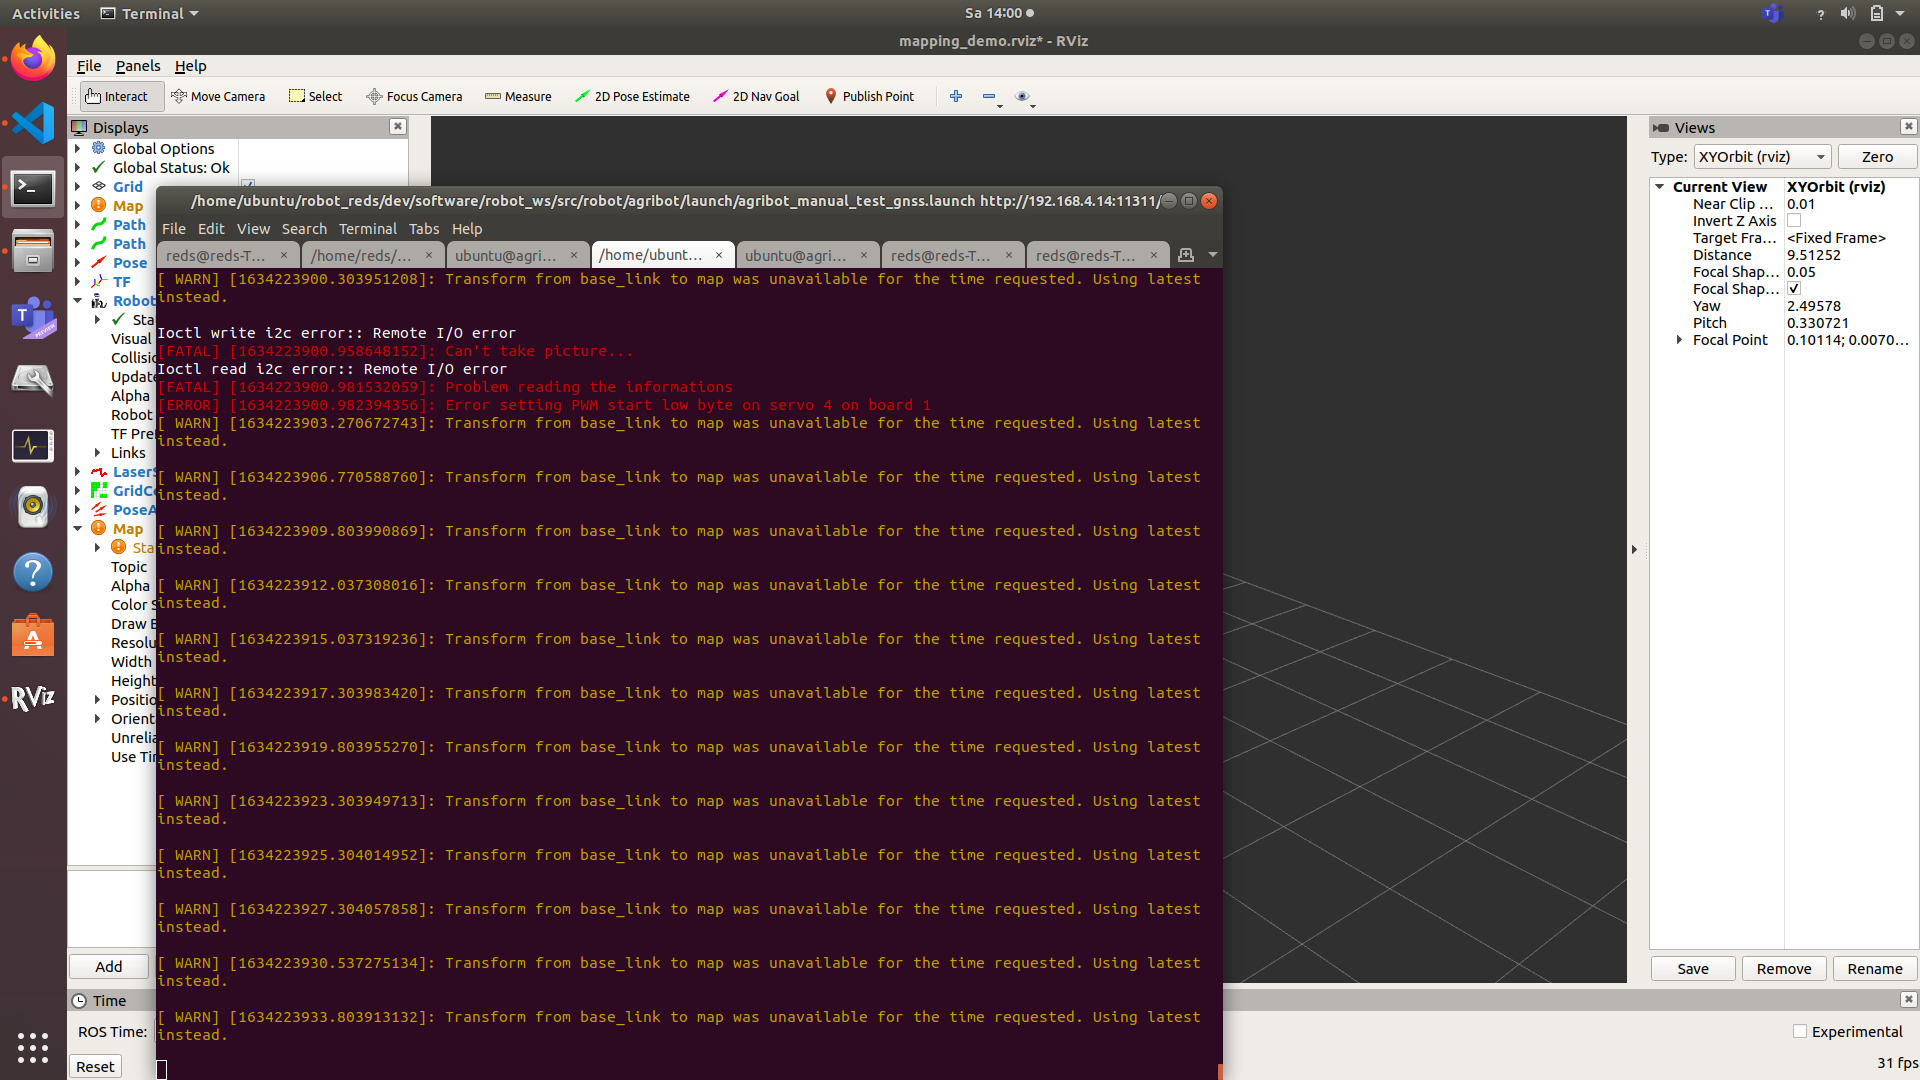 Activities
Terminal
Sa 14:00
mapping_demo.rviz* - RViz
File Panels Help
Interact Move Camera Select Focus Camera Measure 2D Pose Estimate 2D Nav Goal Publish Point
Displays
Global Options
Global Status: Ok
Grid
Map
Path
Path
Pose
TF
Robot
Sta
Visual
Collisio
Update
Alpha
Robot
TF Pre
Links
LaserS
GridCo
PoseA
Map
Sta
Topic
Alpha
Color S
Draw B
Resolu
Width
Height
Positio
Orient
Unrelia
Use Tim
Add
Time
ROS Time:
Reset
/home/ubuntu/robot_reds/dev/software/robot_ws/src/robot/agribot/launch/agribot_manual_test_gnss.launch http://192.168.4.14:11311/
File Edit View Search Terminal Tabs Help
reds@reds-T... × /home/reds/... × ubuntu@agri... × /home/ubunt... × ubuntu@agri... × reds@reds-T... × reds@reds-T... ×
[ WARN] [1634223900.303951208]: Transform from base_link to map was unavailable for the time requested. Using latest
instead.
Ioctl write i2c error:: Remote I/O error
[FATAL] [1634223900.958648152]: Can't take picture...
Ioctl read i2c error:: Remote I/O error
[FATAL] [1634223900.981532059]: Problem reading the informations
[ERROR] [1634223900.982394356]: Error setting PWM start low byte on servo 4 on board 1
[ WARN] [1634223903.270672743]: Transform from base_link to map was unavailable for the time requested. Using latest
instead.
[ WARN] [1634223906.770588760]: Transform from base_link to map was unavailable for the time requested. Using latest
instead.
[ WARN] [1634223909.803990869]: Transform from base_link to map was unavailable for the time requested. Using latest
instead.
[ WARN] [1634223912.037308016]: Transform from base_link to map was unavailable for the time requested. Using latest
instead.
[ WARN] [1634223915.037319236]: Transform from base_link to map was unavailable for the time requested. Using latest
instead.
[ WARN] [1634223917.303983420]: Transform from base_link to map was unavailable for the time requested. Using latest
instead.
[ WARN] [1634223919.803955270]: Transform from base_link to map was unavailable for the time requested. Using latest
instead.
[ WARN] [1634223923.303949713]: Transform from base_link to map was unavailable for the time requested. Using latest
instead.
[ WARN] [1634223925.304014952]: Transform from base_link to map was unavailable for the time requested. Using latest
instead.
[ WARN] [1634223927.304057858]: Transform from base_link to map was unavailable for the time requested. Using latest
instead.
[ WARN] [1634223930.537275134]: Transform from base_link to map was unavailable for the time requested. Using latest
instead.
[ WARN] [1634223933.803913132]: Transform from base_link to map was unavailable for the time requested. Using latest
instead.
Views
Type: XYOrbit (rviz) Zero
Current View XYOrbit (rviz)
Near Clip ... 0.01
Invert Z Axis
Target Fra... <Fixed Frame>
Distance 9.51252
Focal Shap... 0.05
Focal Shap... ✓
Yaw 2.49578
Pitch 0.330721
Focal Point 0.10114; 0.0070...
Save Remove Rename
Experimental
31 fps
PREVIEW
RViz